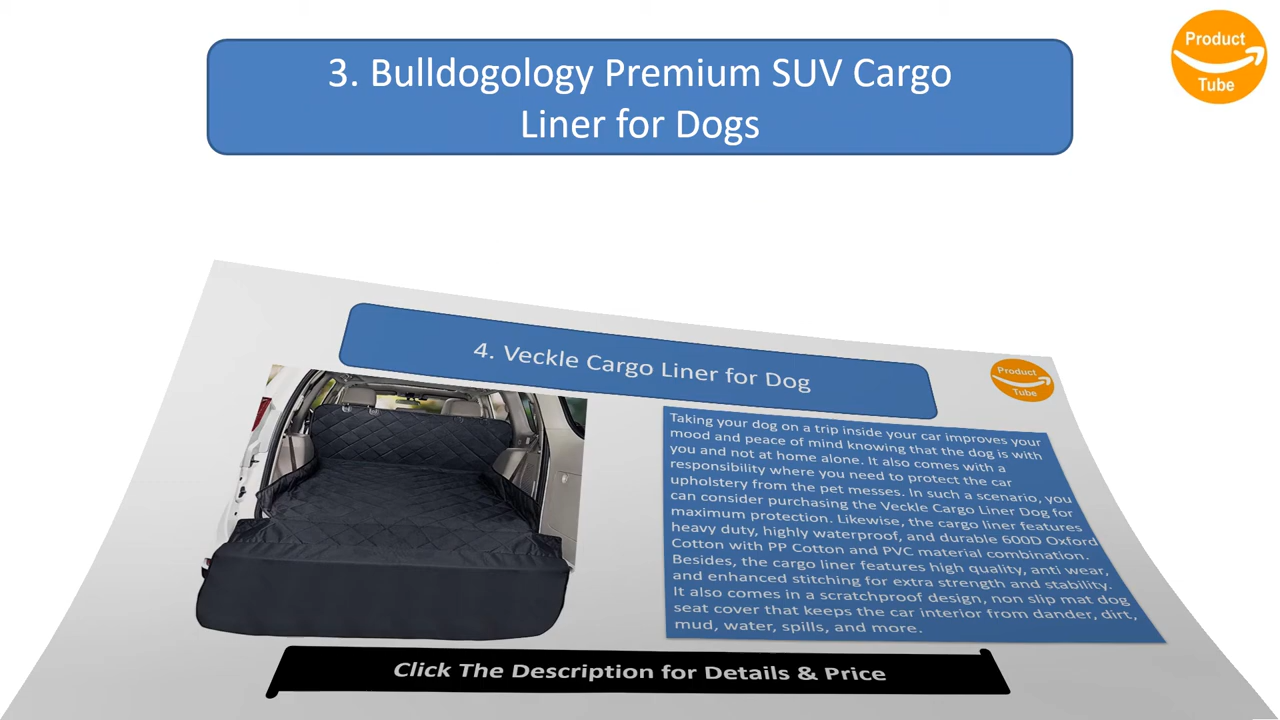 3. Bulldogology Premium SUV Cargo
Liner for Dogs
Product
Tube
4. Veckle Cargo Liner for Dog
Product
Tube
Taking your dog on a trip inside your car improves your
mood and peace of mind knowing that the dog is with
you and not at home alone. It also comes with a
responsibility where you need to protect the car
upholstery from the pet messes. In such a scenario, you
can consider purchasing the Veckle Cargo Liner Dog for
maximum protection. Likewise, the cargo liner features
heavy duty, highly waterproof, and durable 600D Oxford
Cotton with PP Cotton and PVC material combination.
Besides, the cargo liner features high quality, anti wear,
and enhanced stitching for extra strength and stability.
It also comes in a scratchproof design, non slip mat dog
seat cover that keeps the car interior from dander, dirt,
mud, water, spills, and more.
Click The Description for Details & Price